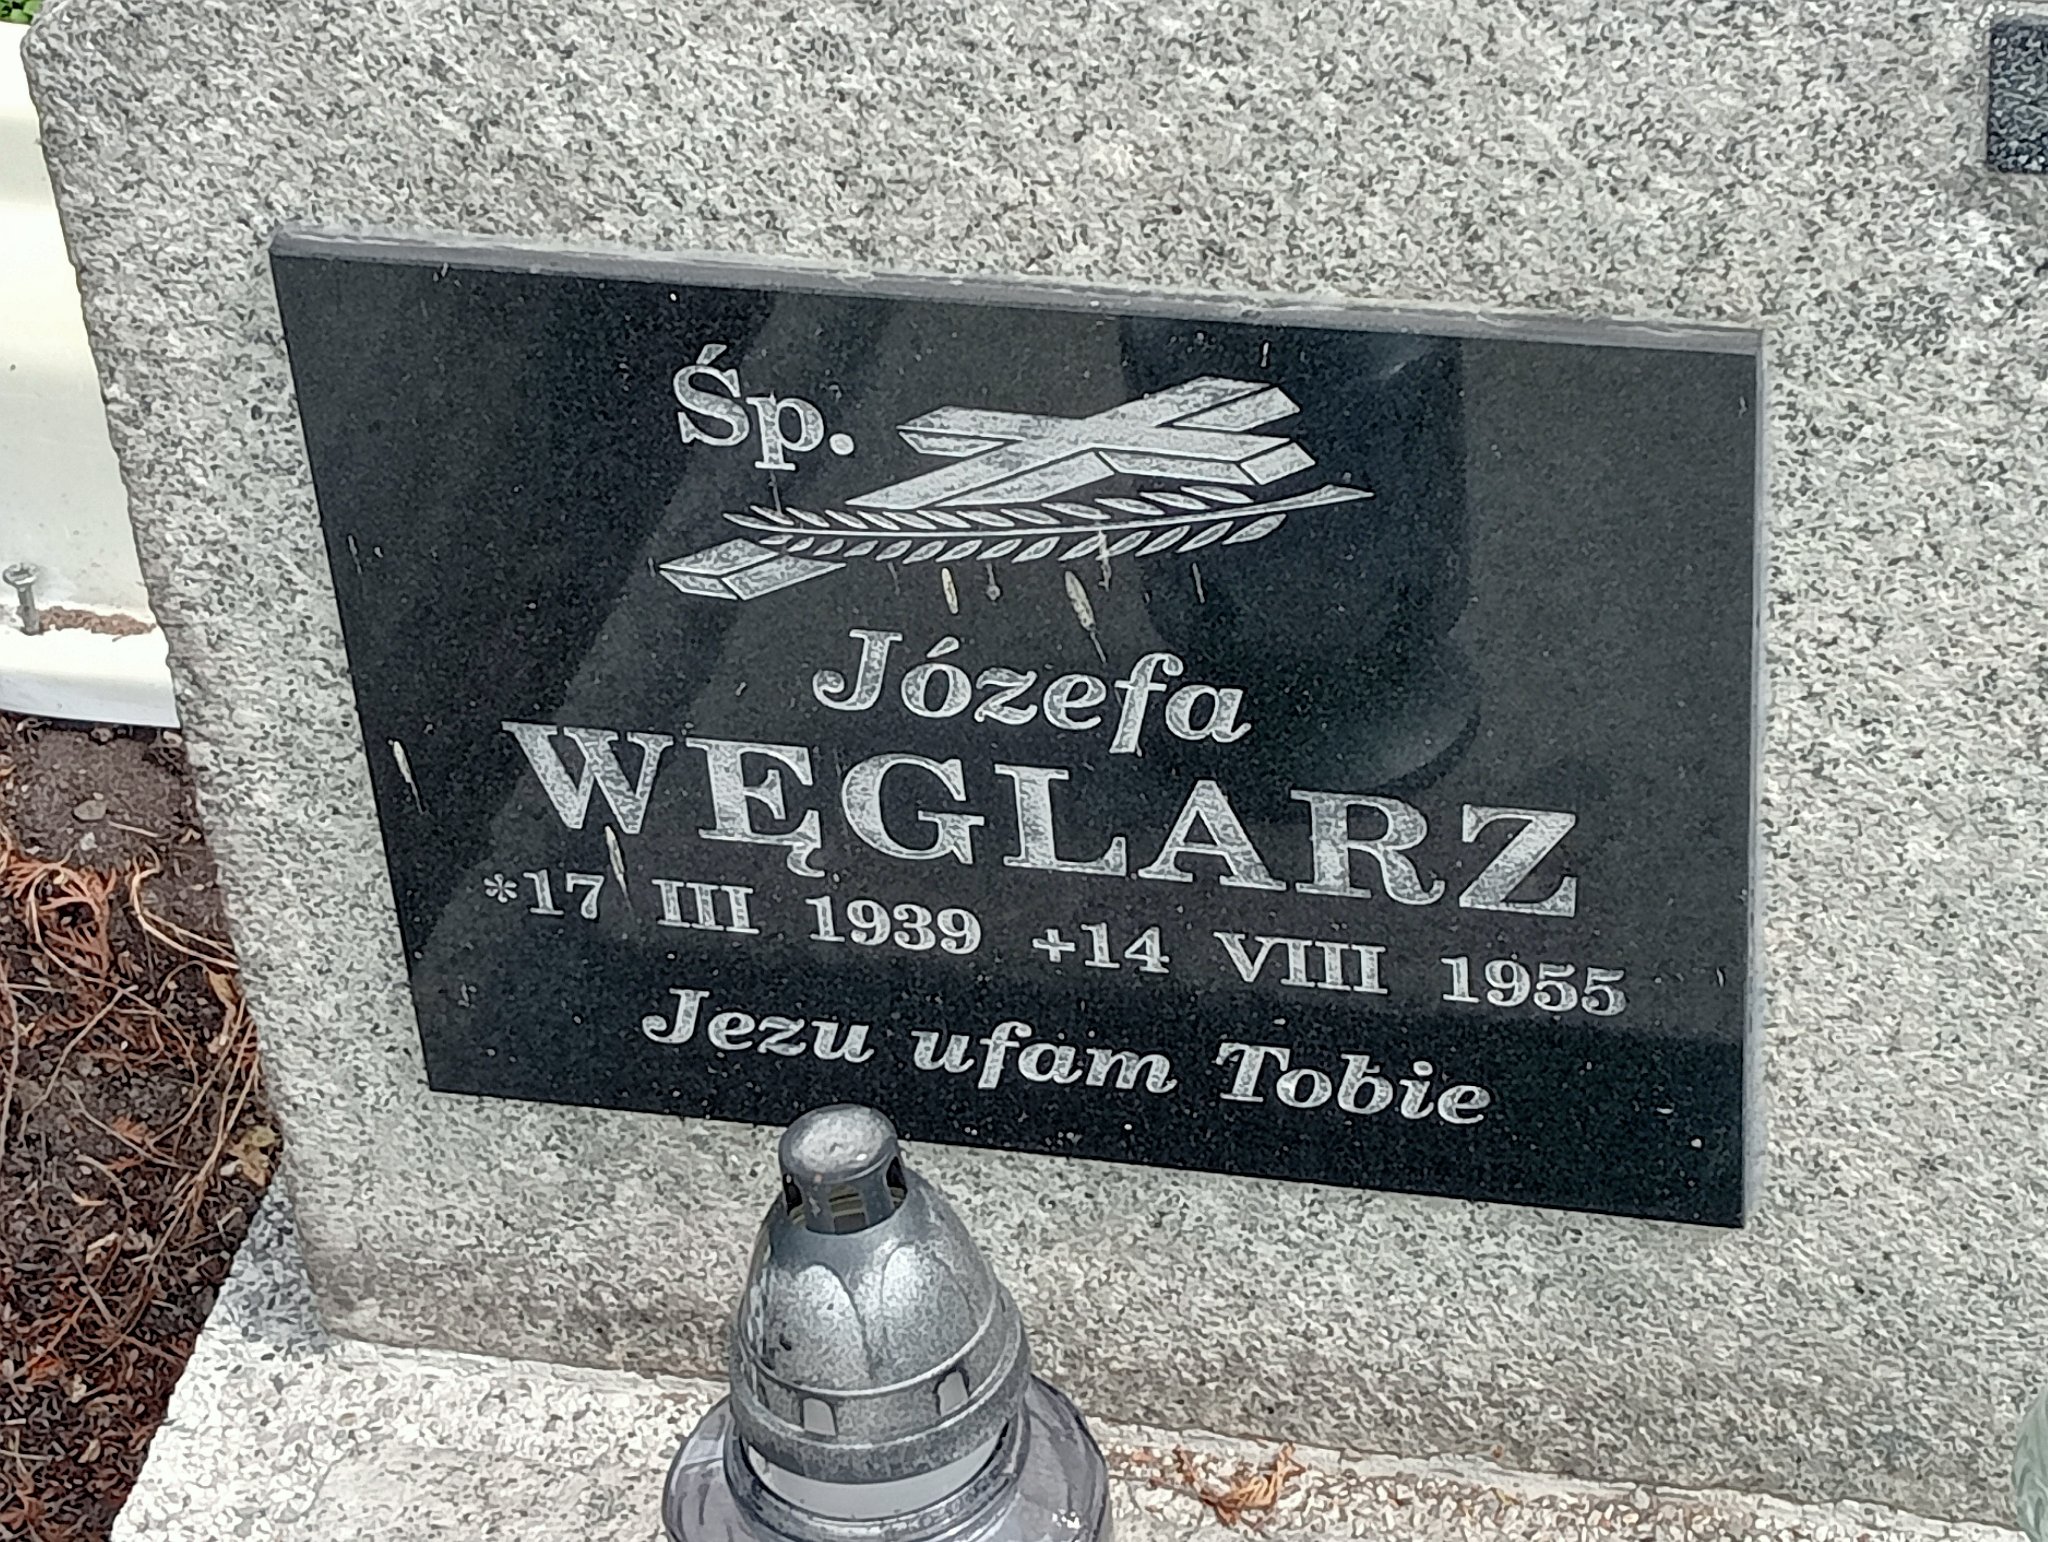 Śp.
Józefa
WĘGLARZ
*17 III 1939 +14 VIII 1955
Jezu ufam Tobie